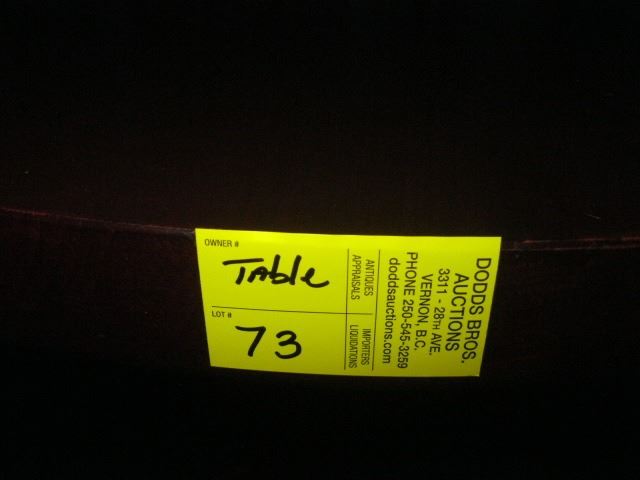 OWNER #
Table
LOT #
73
ANTIQUES
APPRAISALS
IMPORTERS
LIQUIDATIONS
DODDS BROS.
AUCTIONS
3311 - 28TH AVE.
VERNON, B.C.
PHONE 250-545-3259
doddsauctions.com